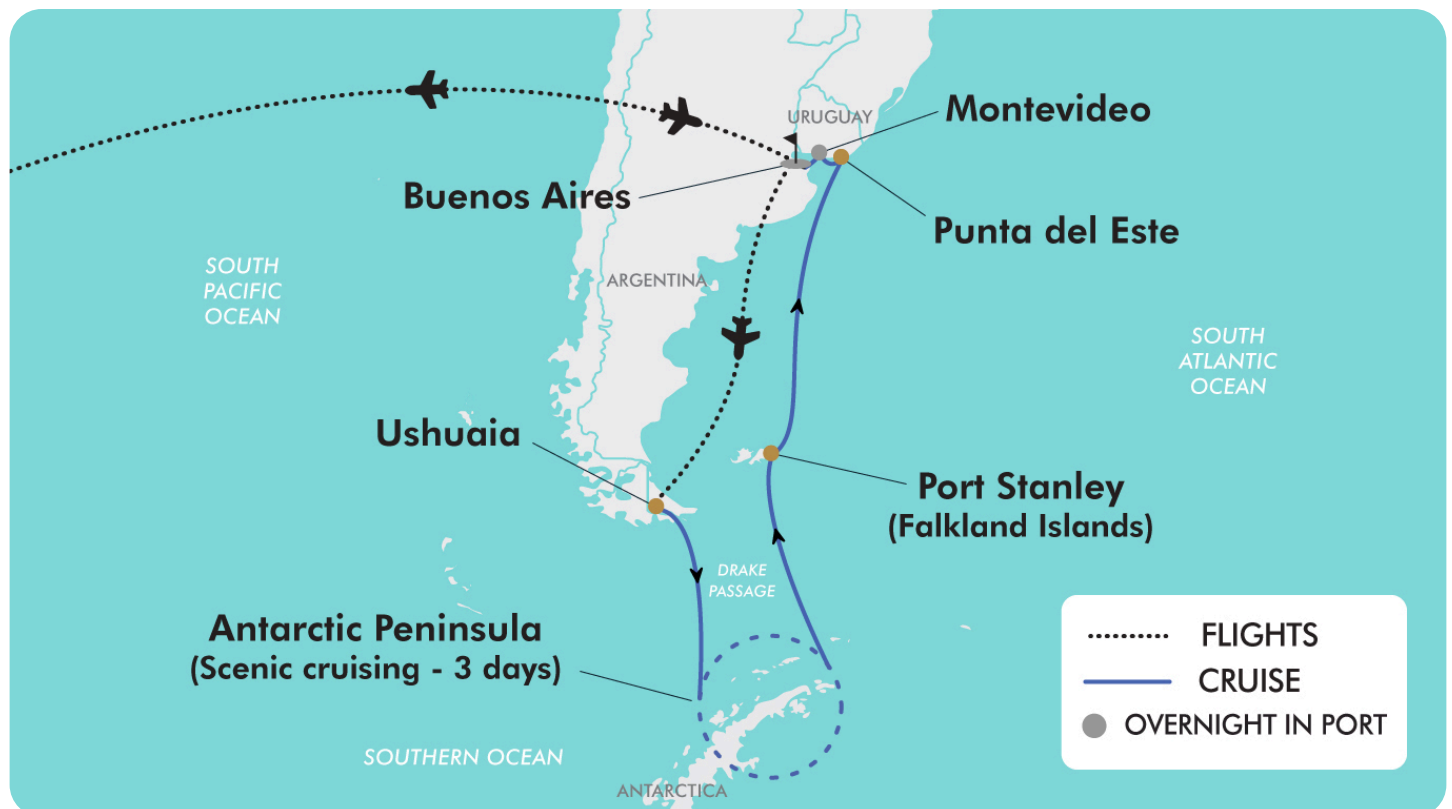 Montevideo
URUGUAY
Buenos Aires
Punta del Este
SOUTH
PACIFIC
OCEAN
ARGENTINA
SOUTH
ATLANTIC
OCEAN
Ushuaia
Port Stanley
(Falkland Islands)
DRAKE
PASSAGE
Antarctic Peninsula
(Scenic cruising - 3 days)
SOUTHERN OCEAN
ANTARCTICA
FLIGHTS
CRUISE
OVERNIGHT IN PORT